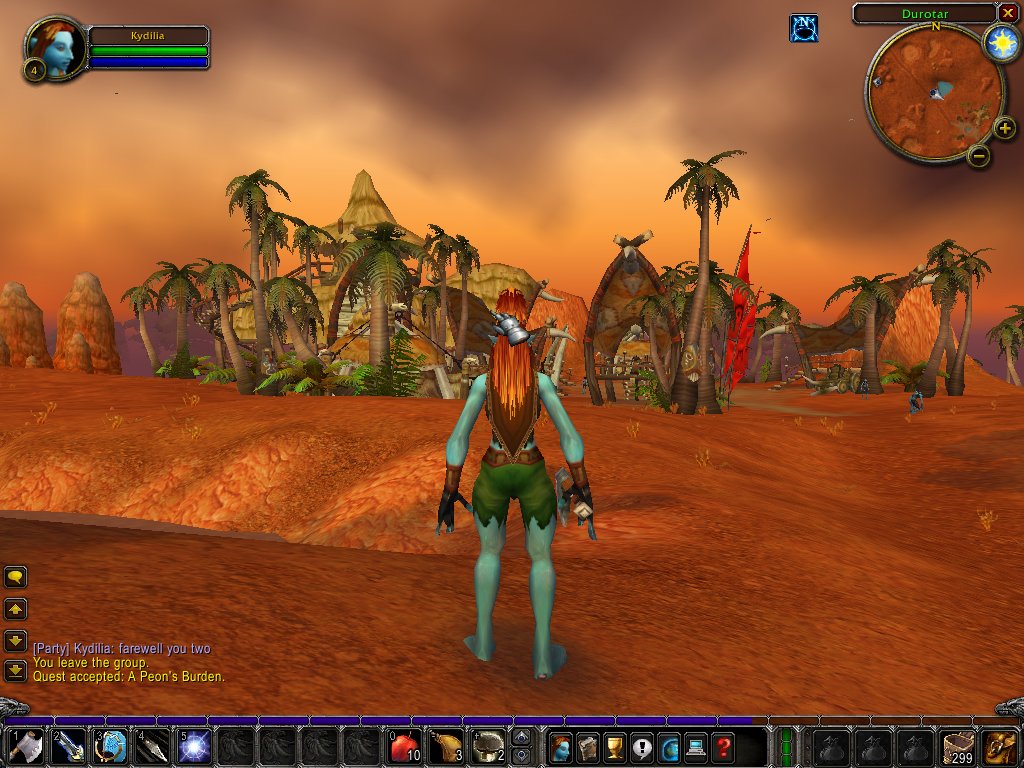 Kydilia
4
N
Durotar
N
[Party] Kydilia: farewell you two
You leave the group.
Quest accepted: A Peon's Burden.
1
2
3
4
5
0
10
3
2
299